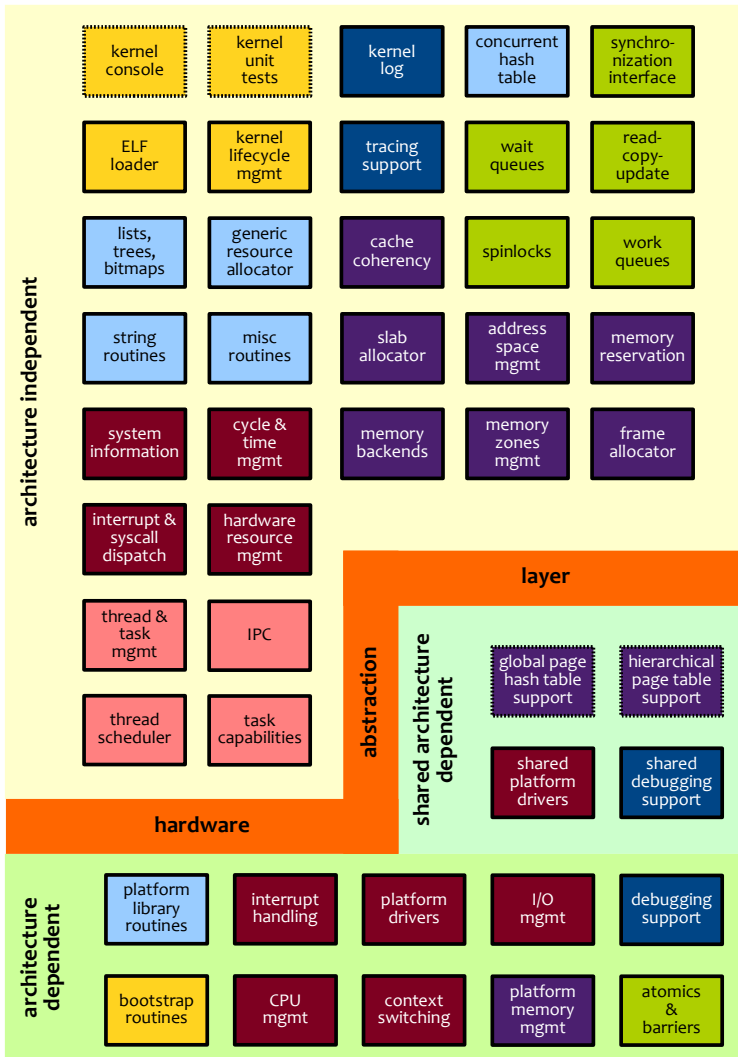 kernel
console
kernel
unit
tests
kernel
log
concurrent
hash
table
synchro-
nization
interface
ELF
loader
kernel
lifecycle
mgmt
tracing
support
wait
queues
read-
copy-
update
lists,
trees,
bitmaps
generic
resource
allocator
cache
coherency
spinlocks
work
queues
string
routines
misc
routines
slab
allocator
address
space
mgmt
memory
reservation
system
information
cycle &
time
mgmt
memory
backends
memory
zones
mgmt
frame
allocator
interrupt &
syscall
dispatch
hardware
resource
mgmt
thread &
task
mgmt
IPC
thread
scheduler
task
capabilities
architecture independent
hardware
abstraction
layer
shared architecture
dependent
global page
hash table
support
hierarchical
page table
support
shared
platform
drivers
shared
debugging
support
architecture
dependent
platform
library
routines
interrupt
handling
platform
drivers
I/O
mgmt
debugging
support
bootstrap
routines
CPU
mgmt
context
switching
platform
memory
mgmt
atomics
&
barriers